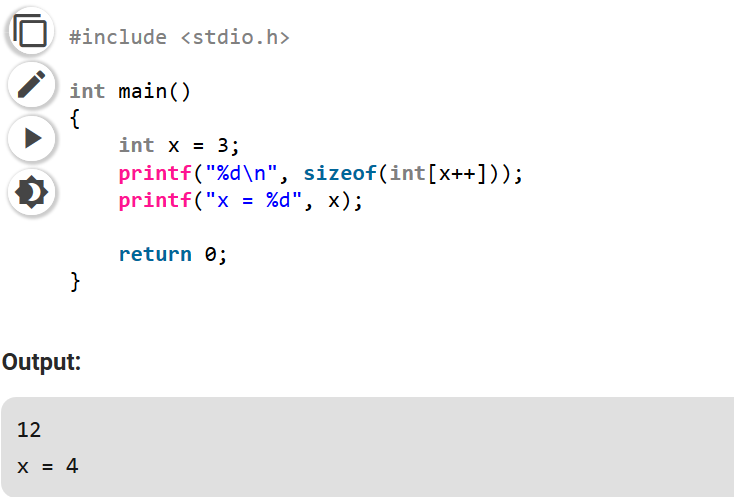 #include <stdio.h>
int main()
{
    int x = 3;
    printf("%d\n", sizeof(int[x++]));
    printf("x = %d", x);
    return 0;
}
Output:
12
x = 4